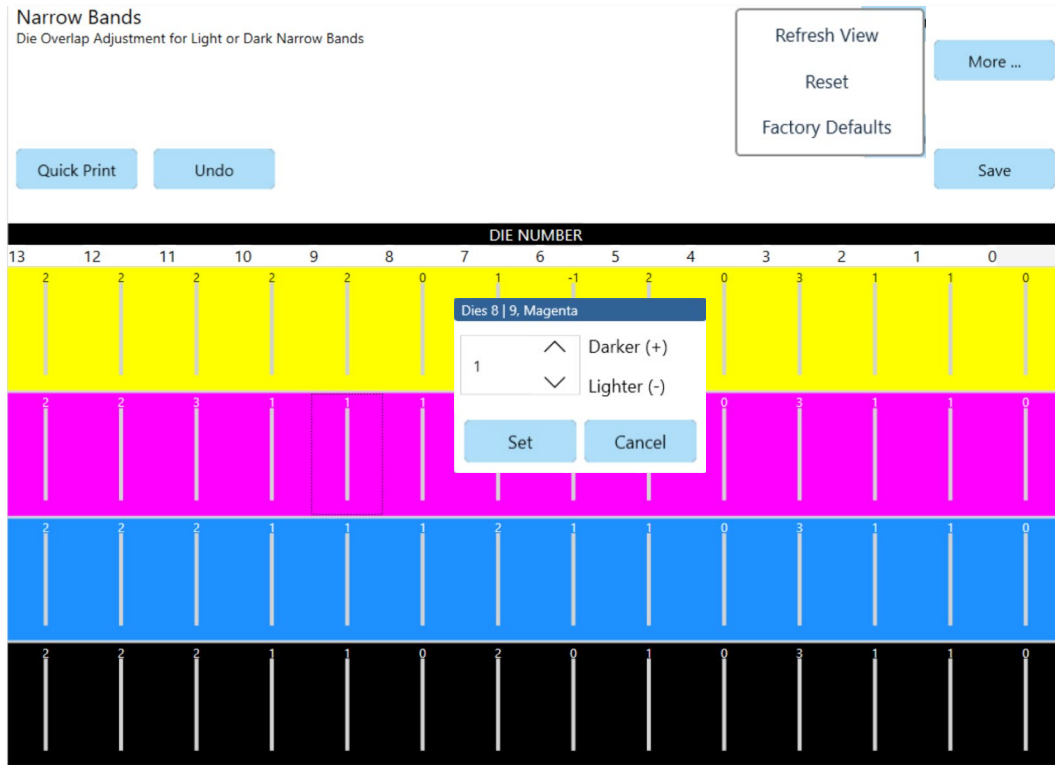 Narrow Bands
Die Overlap Adjustment for Light or Dark Narrow Bands
Refresh View
Reset
Factory Defaults
More ...
Quick Print Undo Save
DIE NUMBER
13 12 11 10 9 8 7 6 5 4 3 2 1 0
2 2 2 2 2 0 1 -1 2 0 3 1 1 0
Dies 8 | 9, Magenta
1
Darker (+)
Lighter (-)
Set Cancel
2 2 3 1 1 1 0 3 1 1 0
2 2 2 1 1 1 2 1 1 0 3 1 1 0
2 2 2 1 1 0 2 0 1 0 3 1 1 0